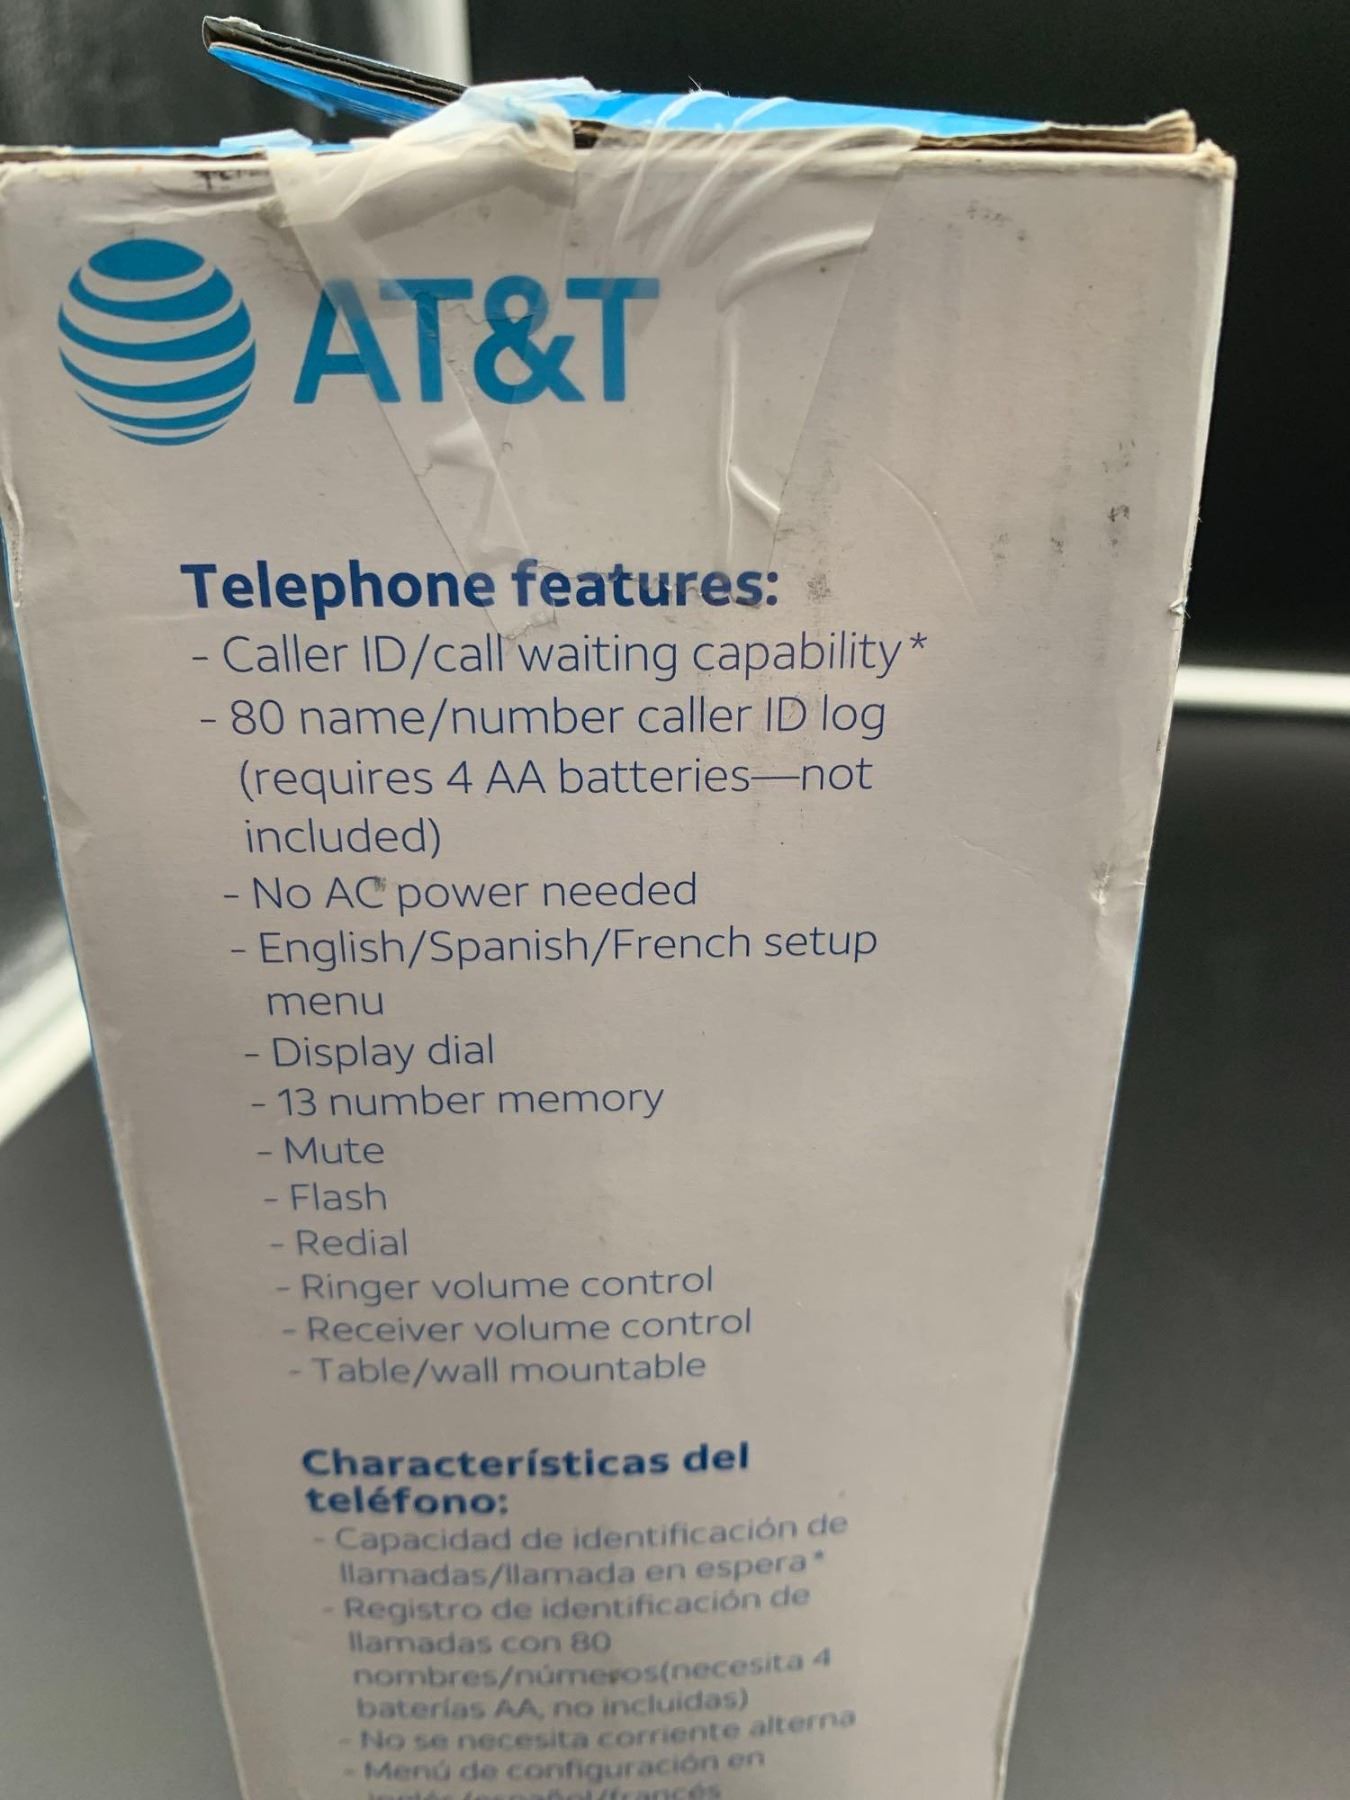 AT&T
Telephone features:
- Caller ID/call waiting capability*
- 80 name/number caller ID log
(requires 4 AA batteries—not
included)
- No AC power needed
- English/Spanish/French setup
menu
- Display dial
- 13 number memory
- Mute
- Flash
- Redial
- Ringer volume control
- Receiver volume control
- Table/wall mountable
Characterísticas del
teléfono:
- Capacidad de identificación de
llamadas/llamada en espera*
- Registro de identificación de
llamadas con 80
nombres/números(necesita 4
baterías AA, no incluidas)
- No se necesita corriente alterna
- Menú de configuración en
inglés/español/francés